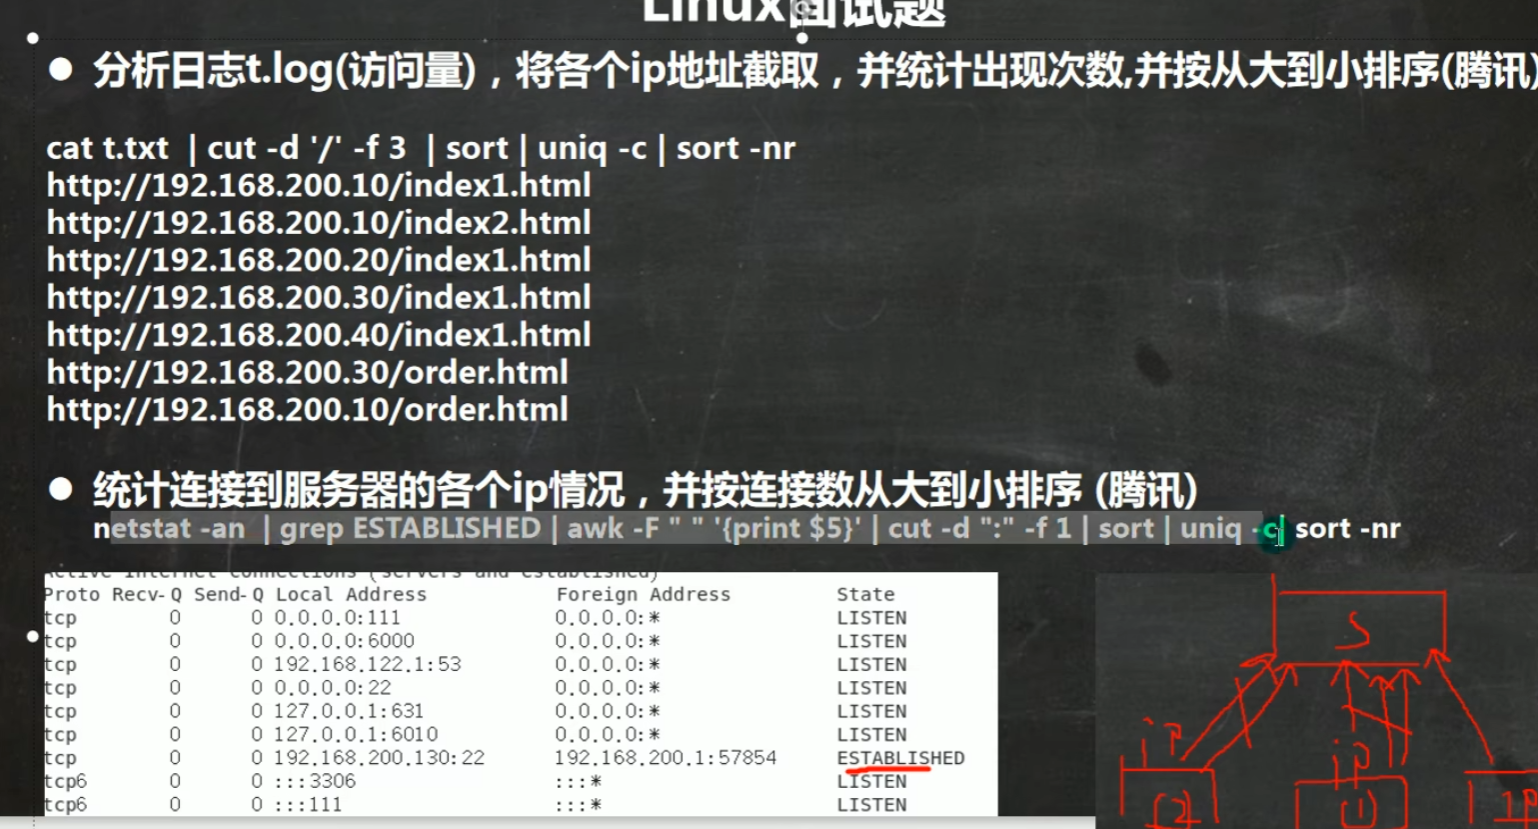 Linux面试题
● 分析日志t.log(访问量)，将各个ip地址截取，并统计出现次数,并按从大到小排序(腾讯)
cat t.txt | cut -d '/' -f 3 | sort | uniq -c | sort -nr
http://192.168.200.10/index1.html
http://192.168.200.10/index2.html
http://192.168.200.20/index1.html
http://192.168.200.30/index1.html
http://192.168.200.40/index1.html
http://192.168.200.30/order.html
http://192.168.200.10/order.html
● 统计连接到服务器的各个ip情况，并按连接数从大到小排序 (腾讯)
netstat -an | grep ESTABLISHED | awk -F " " '{print $5}' | cut -d ":" -f 1 | sort | uniq -c| sort -nr
Active Internet connections (servers and established)
Proto Recv-Q Send-Q Local Address Foreign Address State
tcp 0 0 0.0.0.0:111 0.0.0.0:* LISTEN
tcp 0 0 0.0.0.0:6000 0.0.0.0:* LISTEN
tcp 0 0 192.168.122.1:53 0.0.0.0:* LISTEN
tcp 0 0 0.0.0.0:22 0.0.0.0:* LISTEN
tcp 0 0 127.0.0.1:631 0.0.0.0:* LISTEN
tcp 0 0 127.0.0.1:6010 0.0.0.0:* LISTEN
tcp 0 0 192.168.200.130:22 192.168.200.1:57854 ESTABLISHED
tcp6 0 0 :::3306 :::* LISTEN
tcp6 0 0 :::111 :::* LISTEN
S
ip ip
(2) (1) IP